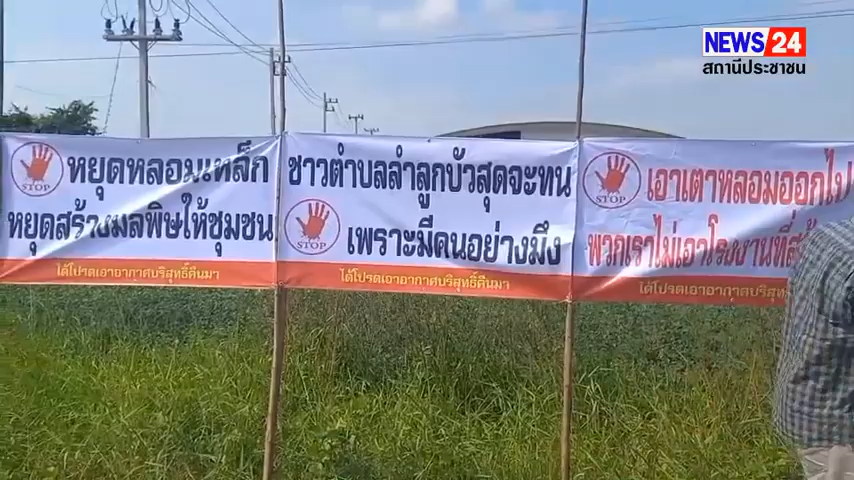 NEWS 24
สถานีประชาชน
STOP
หยุดหลอมเหล็ก
หยุดสร้างมลพิษให้ชุมชน
ได้โปรดเอาอากาศบริสุทธิ์คืนมา
ชาวตำบลลำลูกบัวสุดจะทน
STOP
เพราะมีคนอย่างมึง
ได้โปรดเอาอากาศบริสุทธิ์คืนมา
STOP
เอาเตาหลอมออกไป
พวกเราไม่เอาโรงงานที่
ได้โปรดเอาอากาศบริสุทธิ์